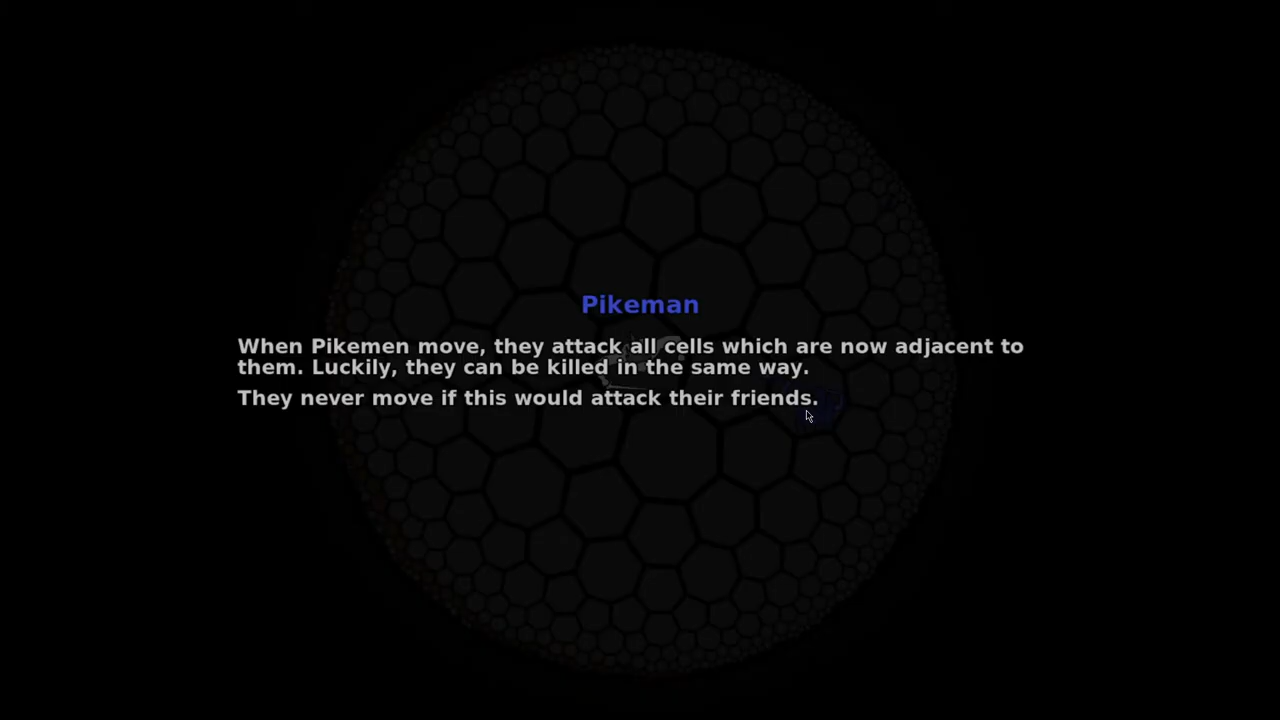 Pikeman
When Pikemen move, they attack all cells which are now adjacent to
them. Luckily, they can be killed in the same way.
They never move if this would attack their friends.